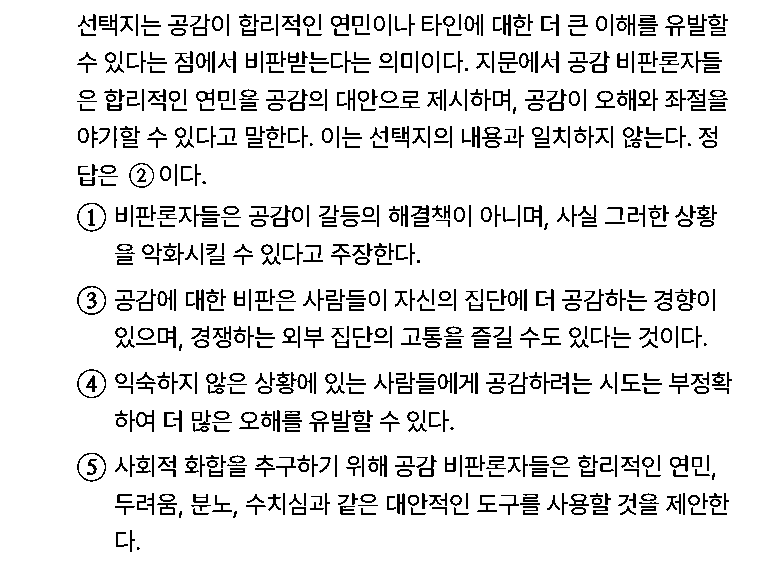 선택지는 공감이 합리적인 연민이나 타인에 대한 더 큰 이해를 유발할
수 있다는 점에서 비판받는다는 의미이다. 지문에서 공감 비판론자들
은 합리적인 연민을 공감의 대안으로 제시하며, 공감이 오해와 좌절을
야기할 수 있다고 말한다. 이는 선택지의 내용과 일치하지 않는다. 정
답은 ②이다.
① 비판론자들은 공감이 갈등의 해결책이 아니며, 사실 그러한 상황
을 악화시킬 수 있다고 주장한다.
③ 공감에 대한 비판은 사람들이 자신의 집단에 더 공감하는 경향이
있으며, 경쟁하는 외부 집단의 고통을 즐길 수도 있다는 것이다.
④ 익숙하지 않은 상황에 있는 사람들에게 공감하려는 시도는 부정확
하여 더 많은 오해를 유발할 수 있다.
⑤ 사회적 화합을 추구하기 위해 공감 비판론자들은 합리적인 연민,
두려움, 분노, 수치심과 같은 대안적인 도구를 사용할 것을 제안한
다.